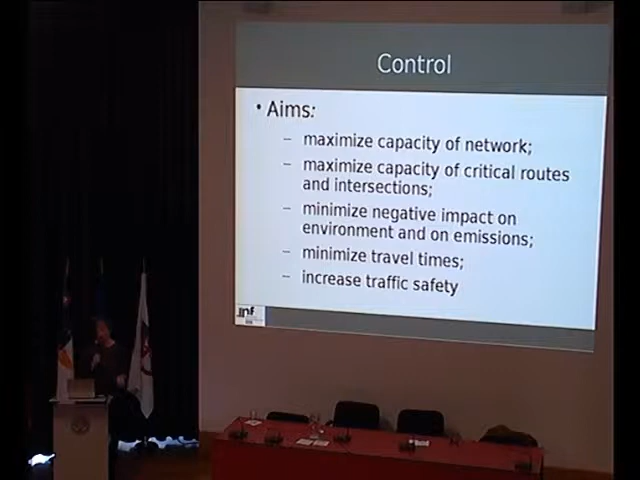 Control
• Aims:
– maximize capacity of network;
– maximize capacity of critical routes
and intersections;
– minimize negative impact on
environment and on emissions;
– minimize travel times;
– increase traffic safety
inf